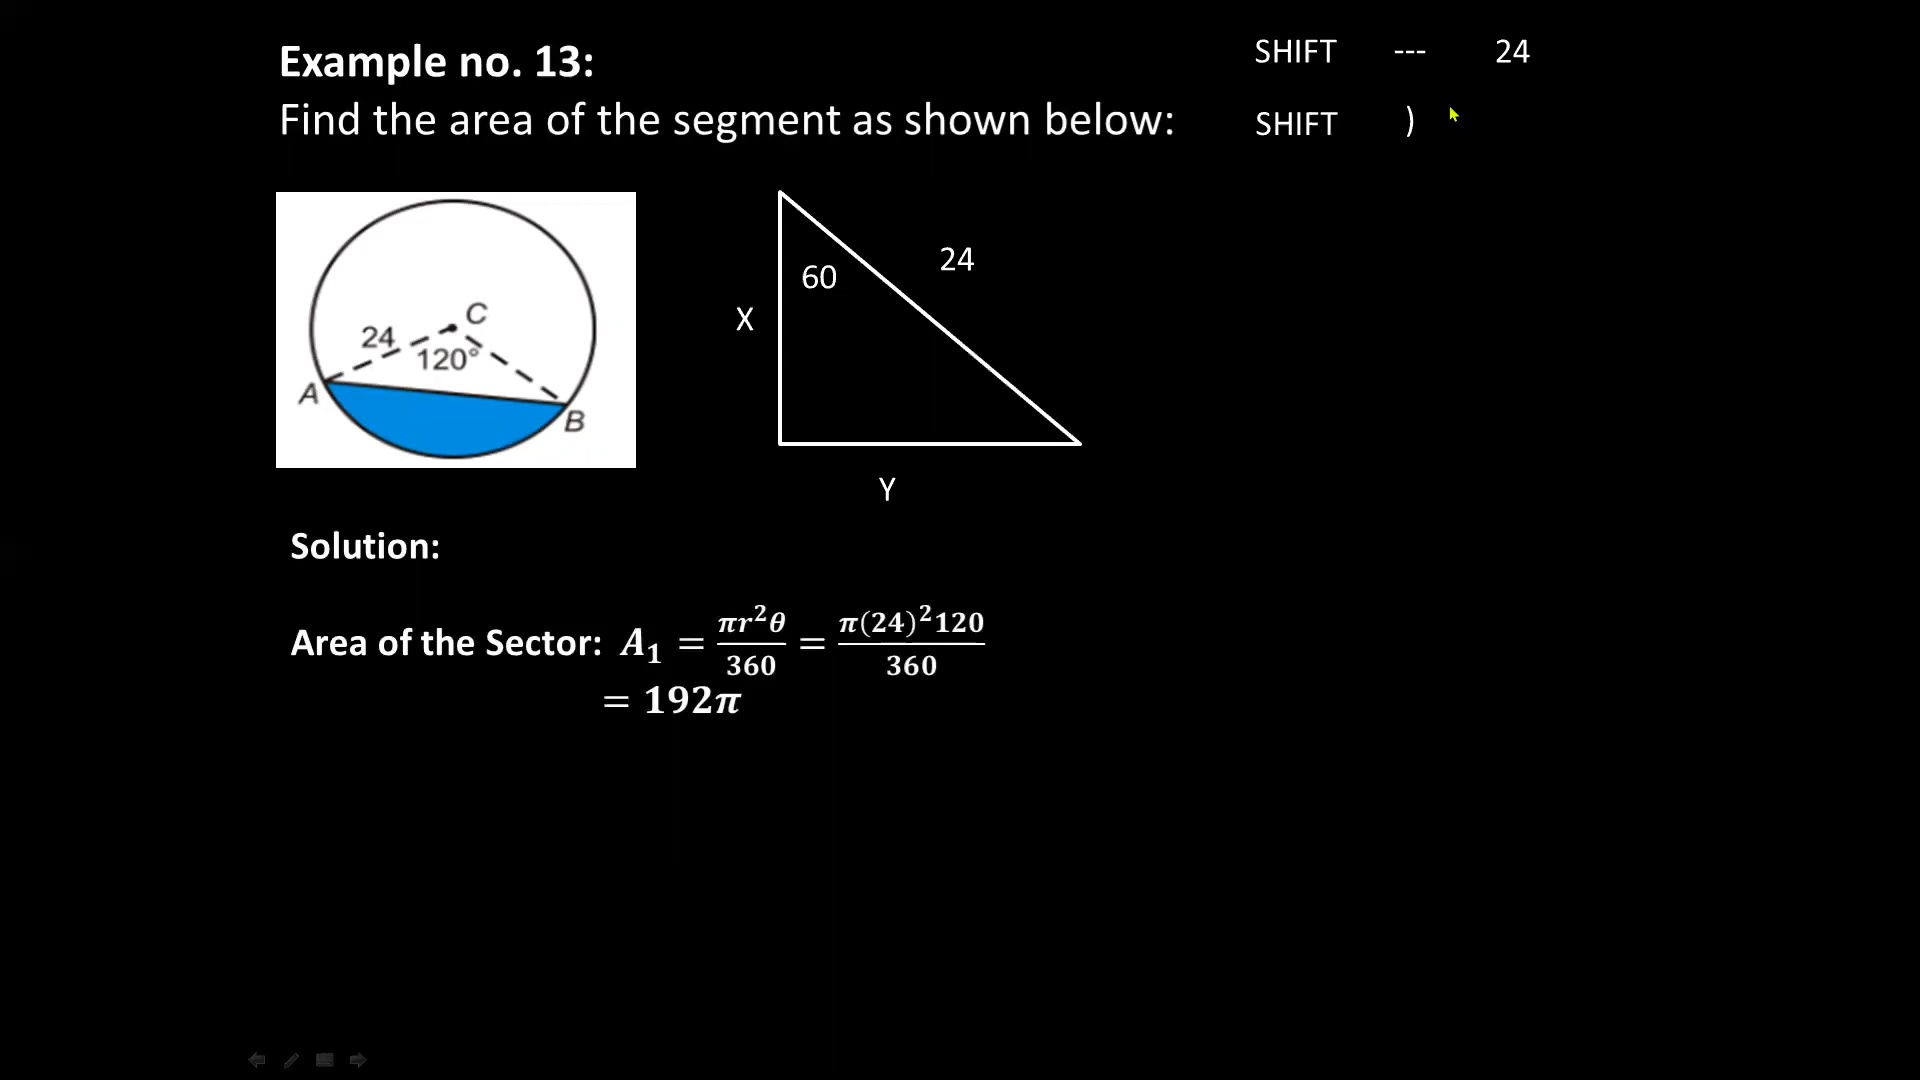 Example no. 13:
Find the area of the segment as shown below:
SHIFT --- 24
SHIFT )
C
24
120°
A
B
60
24
X
Y
Solution:
Area of the Sector: A₁ = πr²θ/360 = π(24)²120/360
= 192π